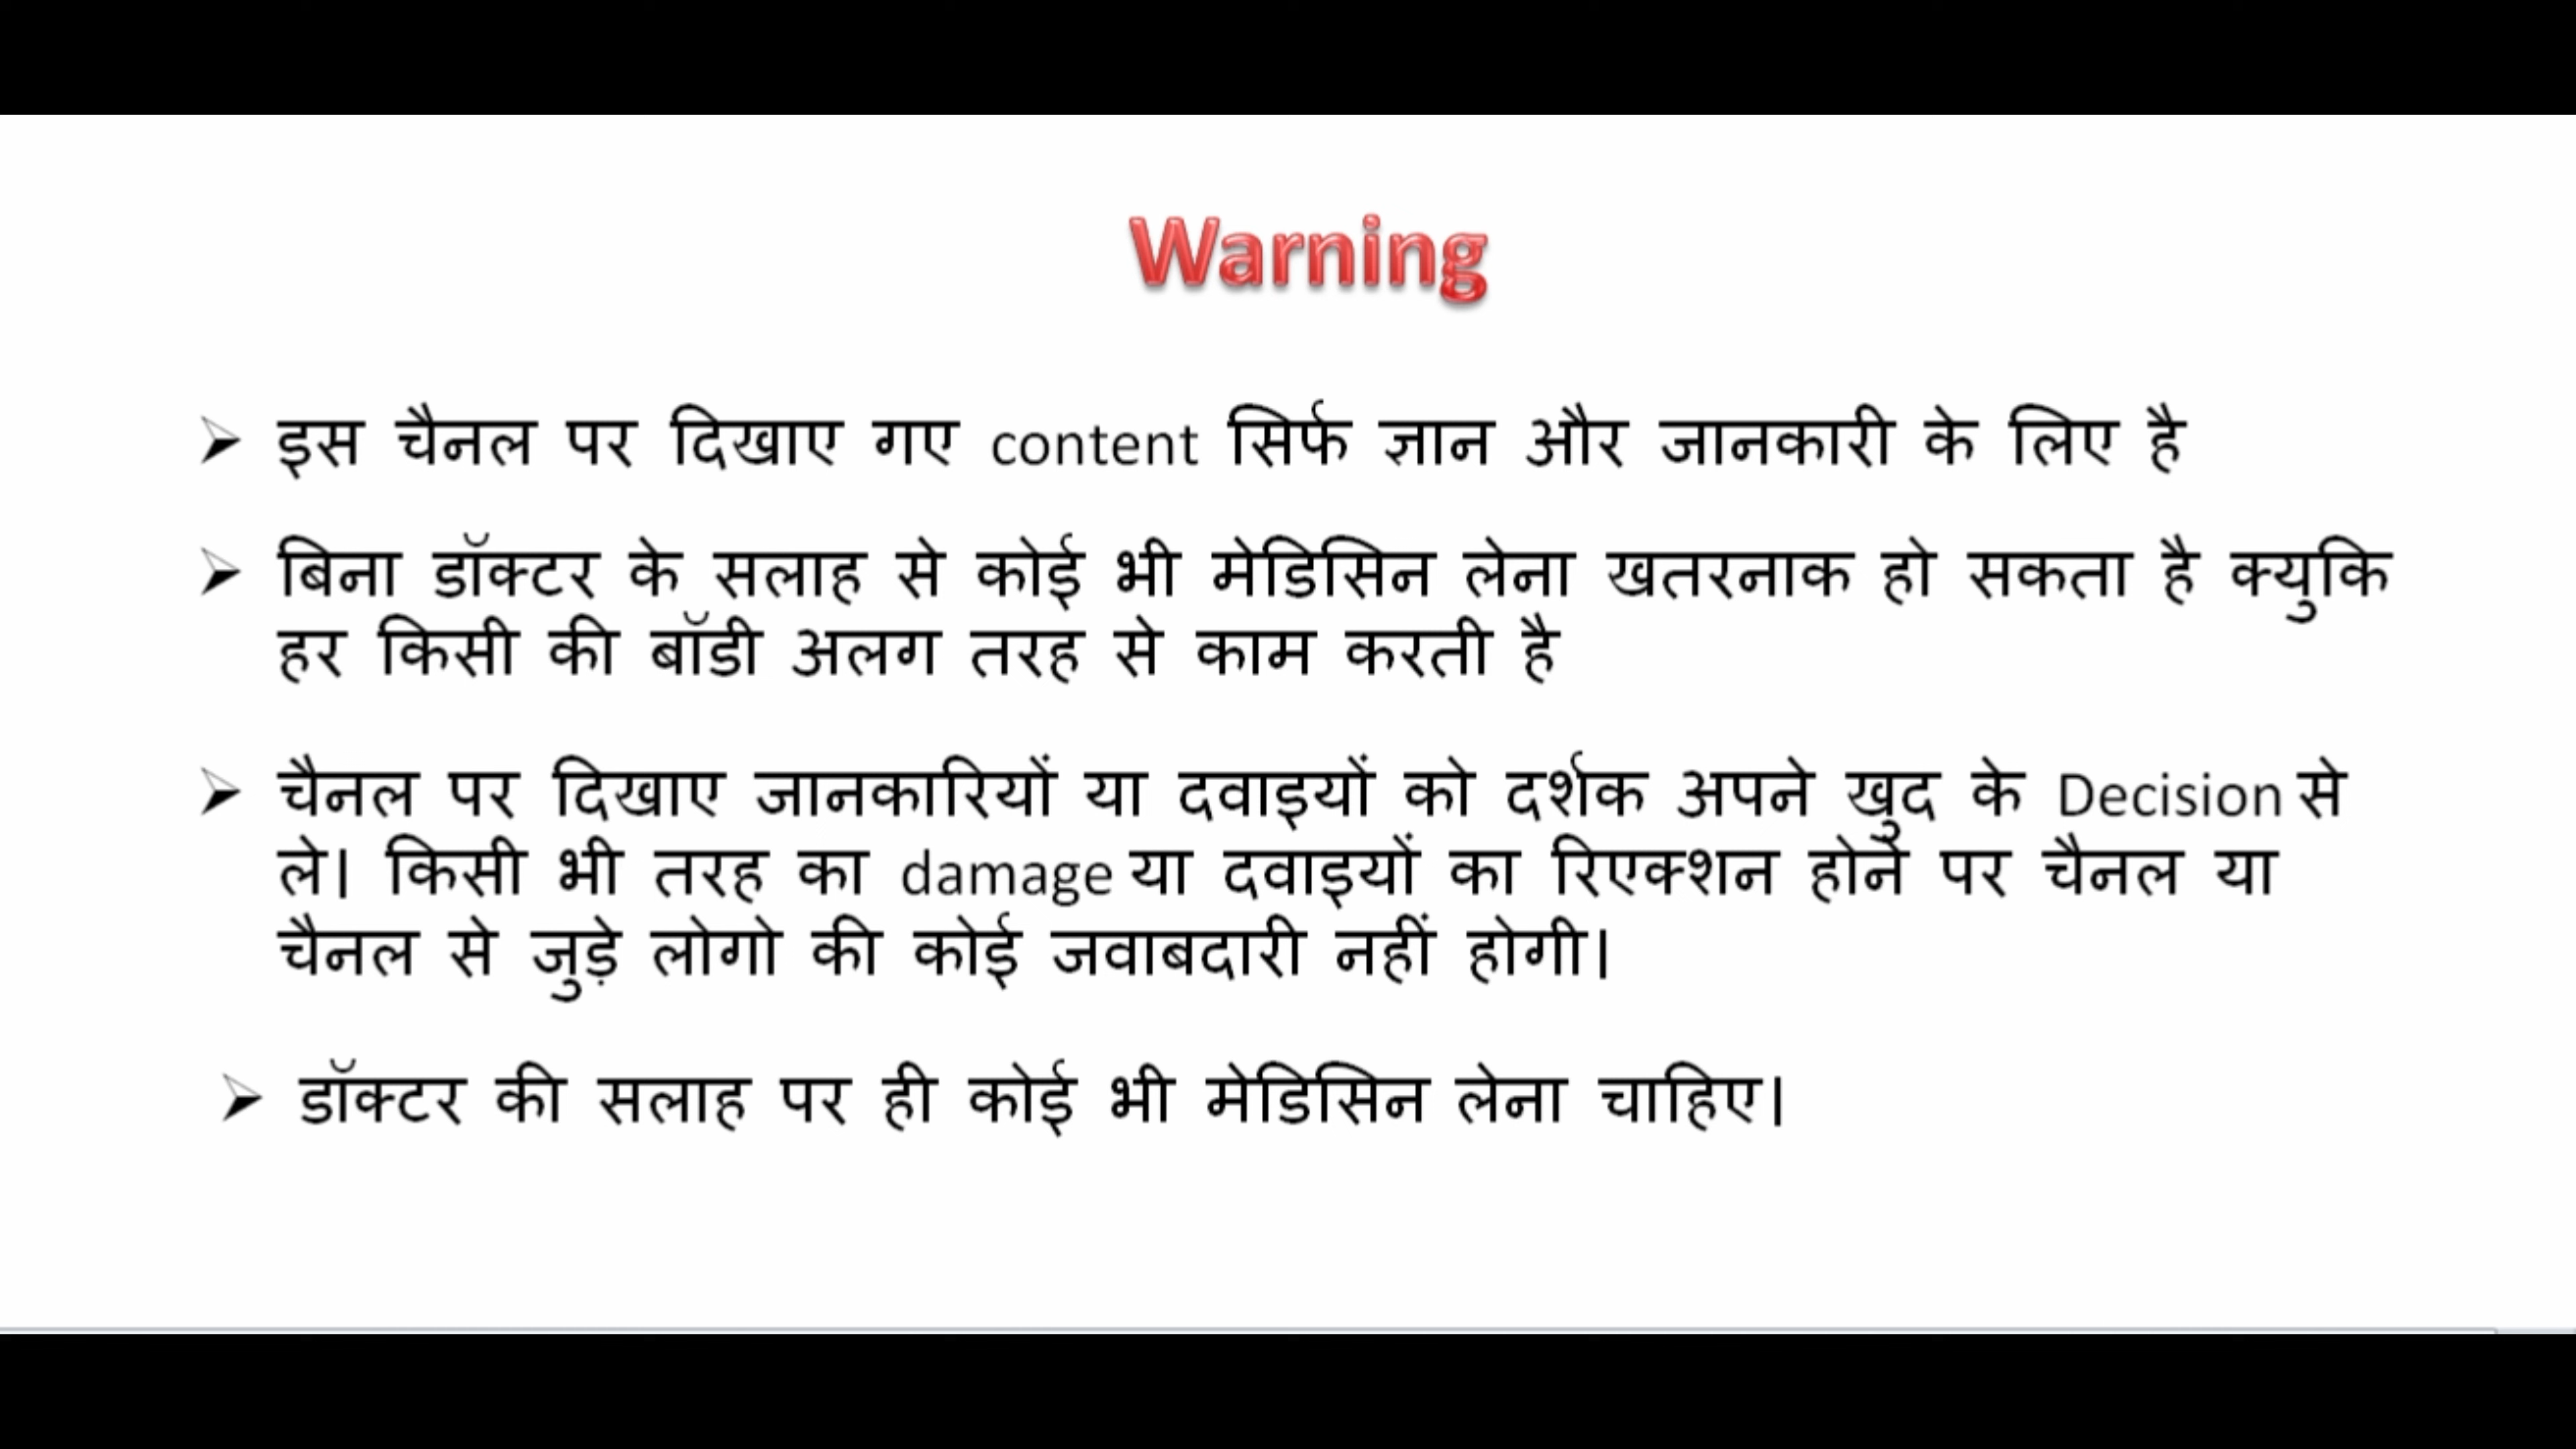 Warning
इस चैनल पर दिखाए गए content सिर्फ ज्ञान और जानकारी के लिए है
बिना डॉक्टर के सलाह से कोई भी मेडिसिन लेना खतरनाक हो सकता है क्युकि
हर किसी की बॉडी अलग तरह से काम करती है
चैनल पर दिखाए जानकारियों या दवाइयों को दर्शक अपने खुद के Decision से
ले। किसी भी तरह का damage या दवाइयों का रिएक्शन होने पर चैनल या
चैनल से जुड़े लोगो की कोई जवाबदारी नहीं होगी।
डॉक्टर की सलाह पर ही कोई भी मेडिसिन लेना चाहिए।